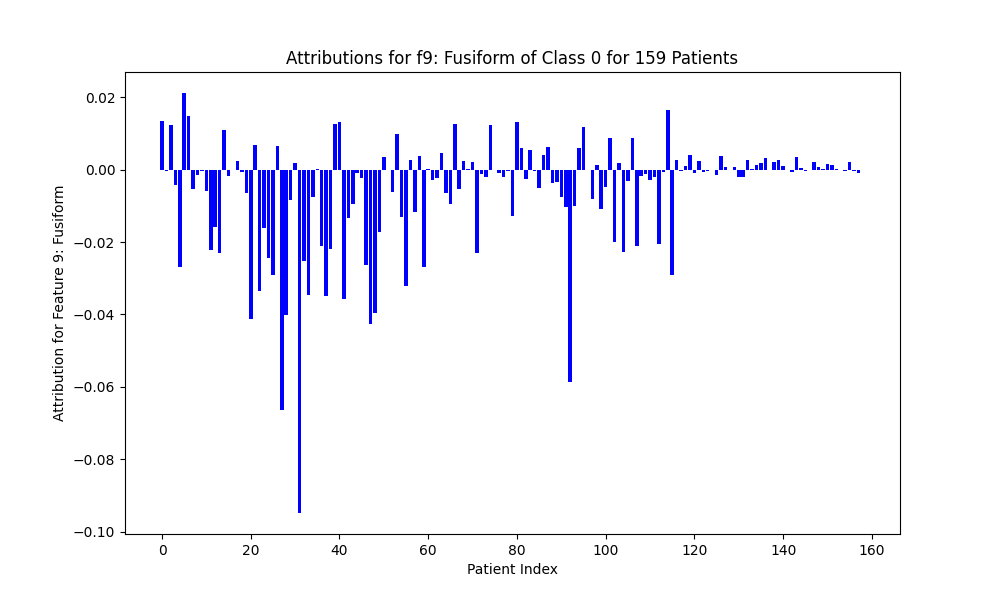 Attributions for f9: Fusiform of Class 0 for 159 Patients
Attribution for Feature 9: Fusiform
0.02
0.00
−0.02
−0.04
−0.06
−0.08
−0.10
0 20 40 60 80 100 120 140 160
Patient Index